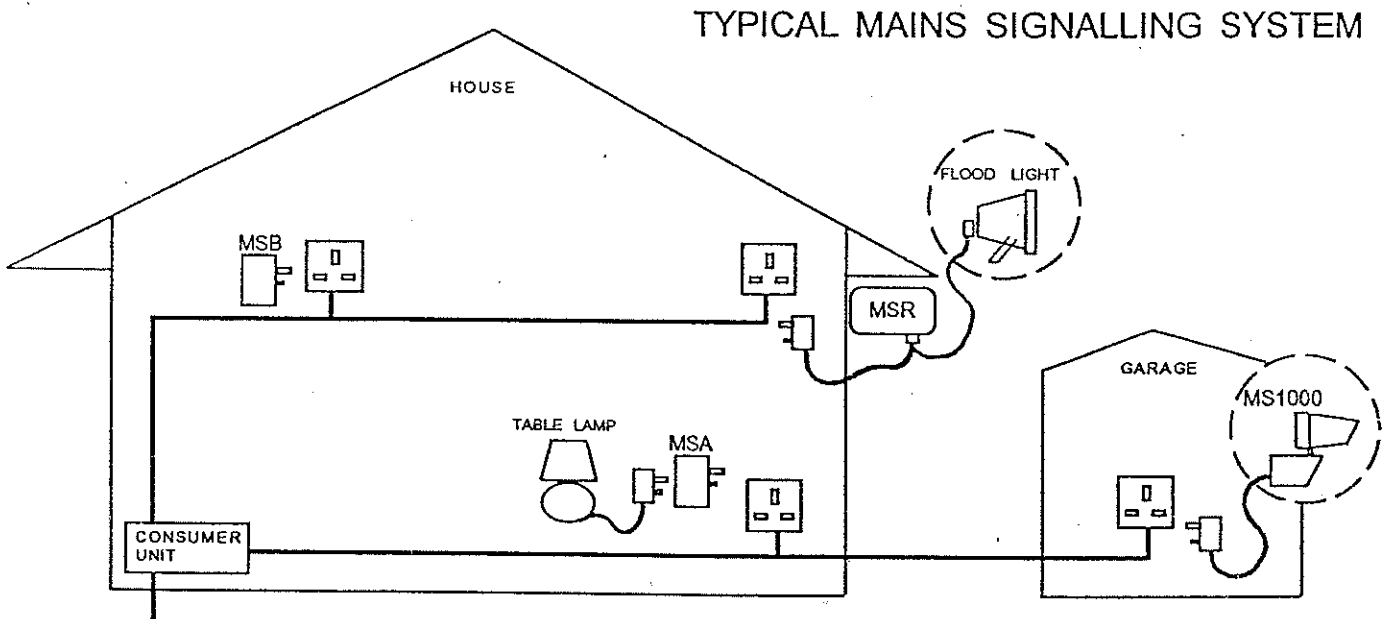 TYPICAL MAINS SIGNALLING SYSTEM
HOUSE
FLOOD LIGHT
MSB
MSR
GARAGE
MS1000
TABLE LAMP
MSA
CONSUMER
UNIT